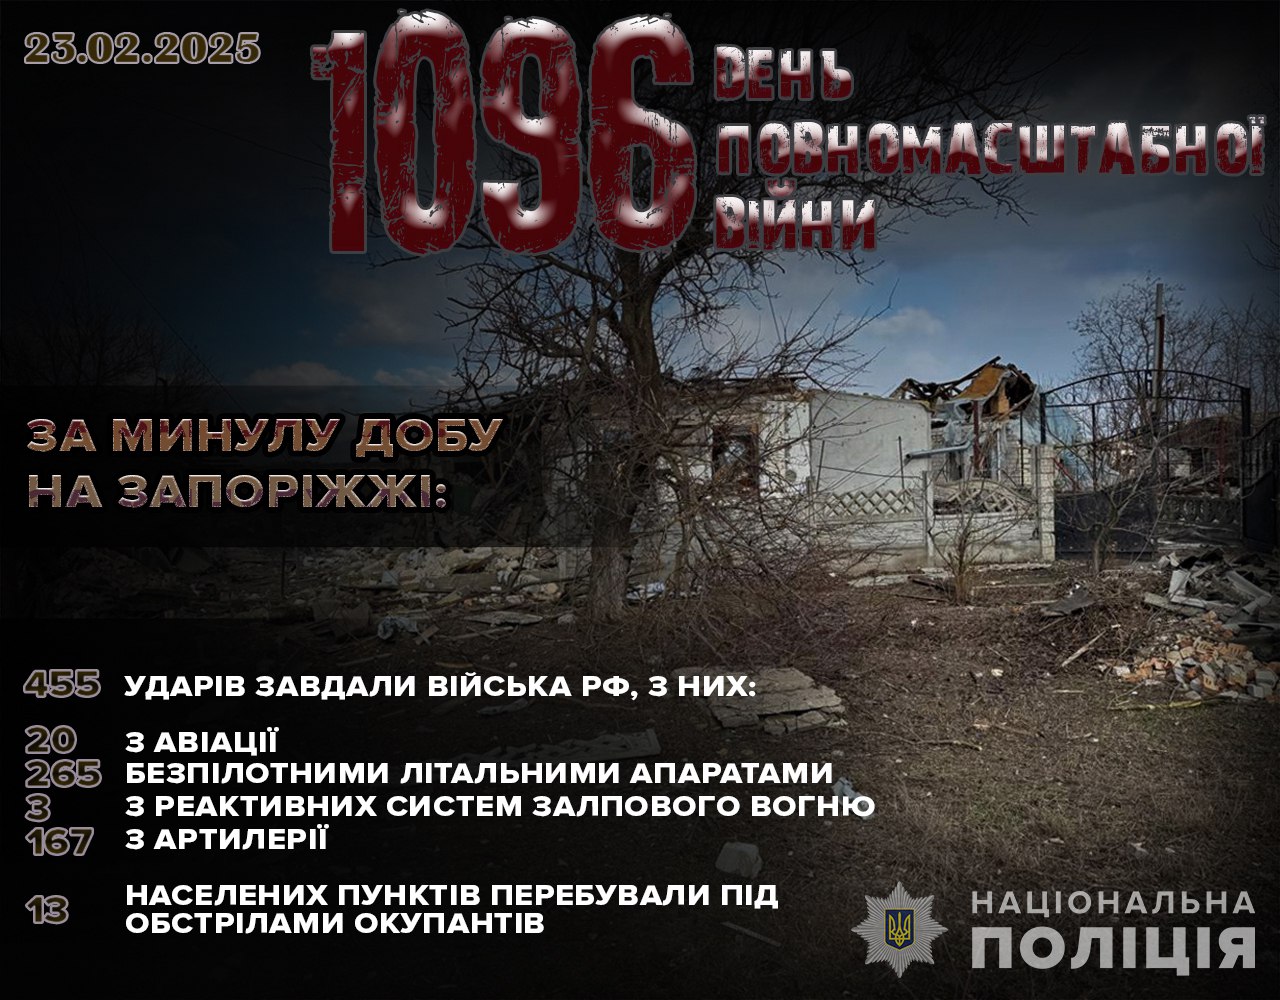 23.02.2025
1096 ДЕНЬ
ПОВНОМАСШТАБНОЇ
ВІЙНИ
ЗА МИНУЛУ ДОБУ
НА ЗАПОРІЖЖІ:
455 УДАРІВ ЗАВДАЛИ ВІЙСЬКА РФ, З НИХ:
20 З АВІАЦІЇ
265 БЕЗПІЛОТНИМИ ЛІТАЛЬНИМИ АПАРАТАМИ
3 З РЕАКТИВНИХ СИСТЕМ ЗАЛПОВОГО ВОГНЮ
167 З АРТИЛЕРІЇ
13 НАСЕЛЕНИХ ПУНКТІВ ПЕРЕБУВАЛИ ПІД
ОБСТРІЛАМИ ОКУПАНТІВ
НАЦІОНАЛЬНА
ПОЛІЦІЯ